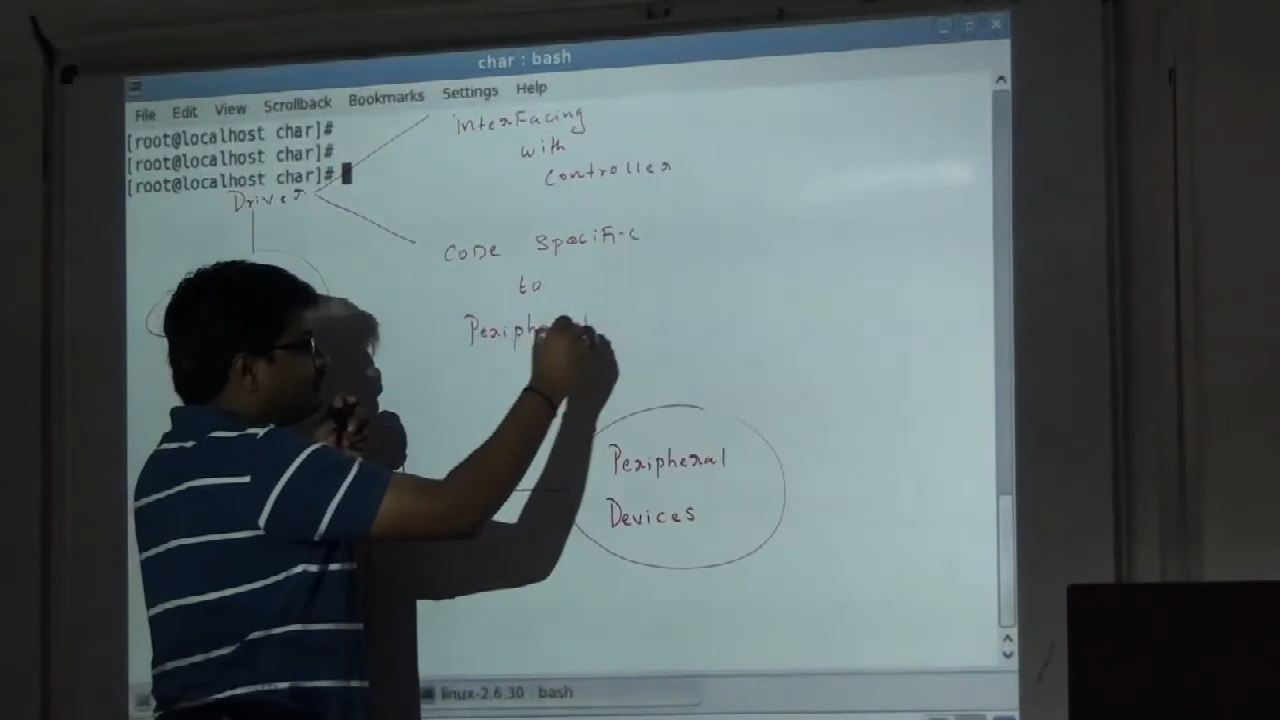 char : bash
File Edit View Scrollback Bookmarks Settings Help
[root@localhost char]#
[root@localhost char]#
[root@localhost char]#
Driver
Interfacing
with
controller
Code Specific
to
Peripheral
Devices
linux-2.6.30 : bash